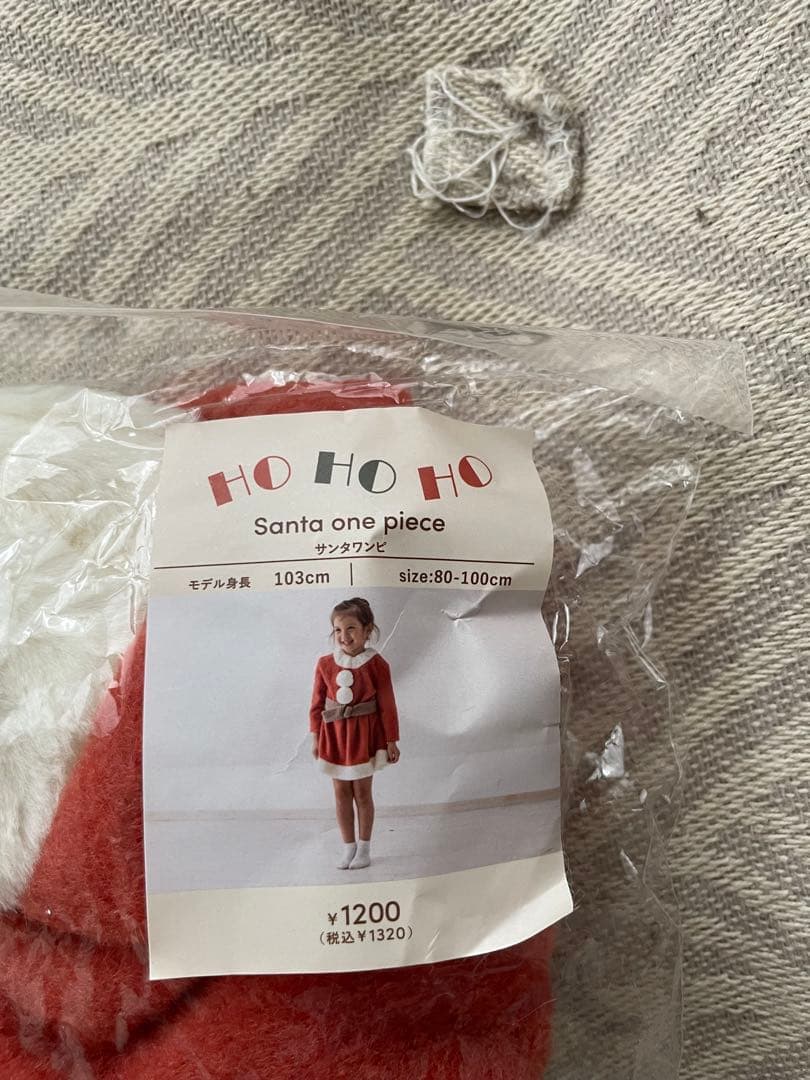 HO HO HO
Santa one piece
サンタワンピ
モデル身長 103cm | size:80-100cm
¥1200
(税込¥1320)